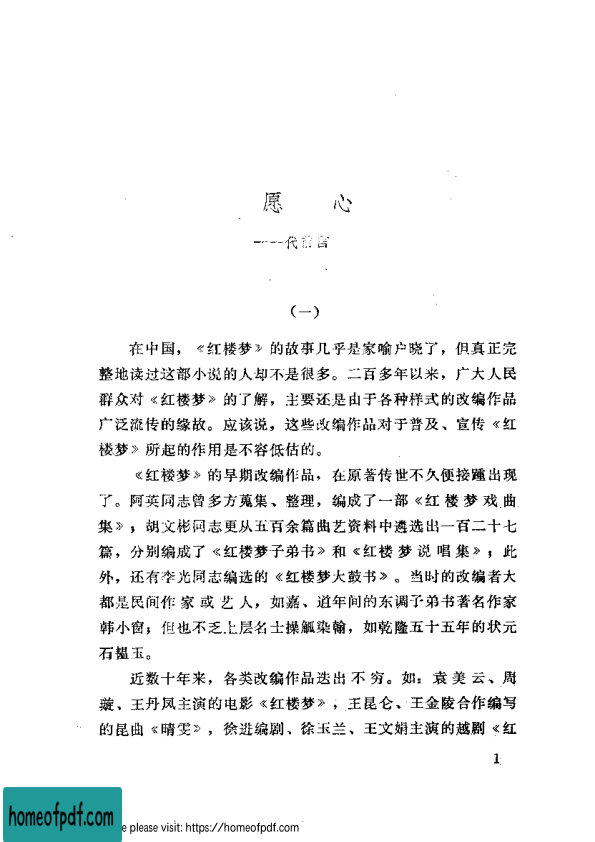 愿 心
——代前言
（一）
在中国，《红楼梦》的故事几乎是家喻户晓了，但真正完
整地读过这部小说的人却不是很多。二百多年以来，广大人民
群众对《红楼梦》的了解，主要还是由于各种样式的改编作品
广泛流传的缘故。应该说，这些改编作品对于普及、宣传《红
楼梦》所起的作用是不容低估的。
《红楼梦》的早期改编作品，在原著传世不久便接踵出现
了。阿英同志曾多方蒐集、整理，编成了一部《红楼梦戏曲
集》；胡文彬同志更从五百余篇曲艺资料中遴选出一百二十七
篇，分别编成了《红楼梦子弟书》和《红楼梦说唱集》；此
外，还有李光同志编选的《红楼梦大鼓书》。当时的改编者大
都是民间作家或艺人，如嘉、道年间的东调子弟书著名作家
韩小窗；但也不乏上层名士操觚染翰，如乾隆五十五年的状元
石韫玉。
近数十年来，各类改编作品迭出不穷。如：袁美云、周
璇、王丹凤主演的电影《红楼梦》，王昆仑、王金陵合作编写
的昆曲《晴雯》，徐进编剧、徐玉兰、王文娟主演的越剧《红
1
homeofpdf.com
e please visit: https://homeofpdf.com